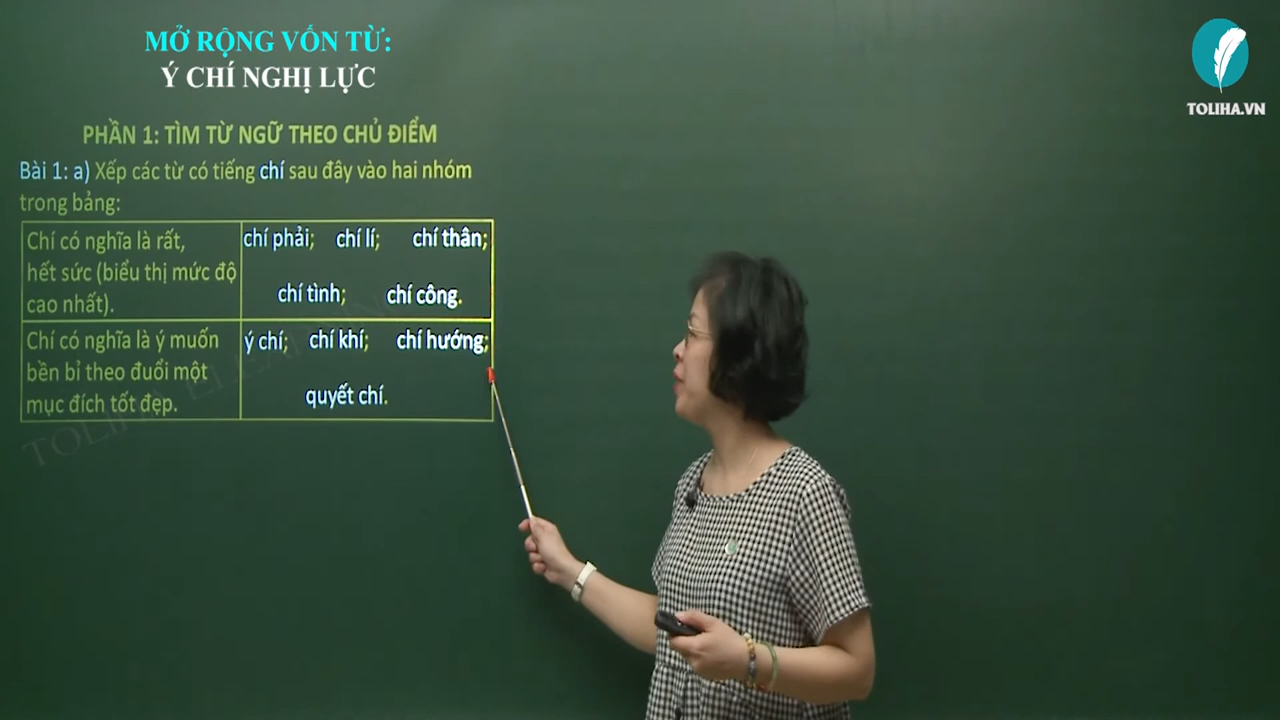 MỞ RỘNG VỐN TỪ:
Ý CHÍ NGHỊ LỰC
TOLIHA.VN
PHẦN 1: TÌM TỪ NGỮ THEO CHỦ ĐIỂM
Bài 1: a) Xếp các từ có tiếng chí sau đây vào hai nhóm
trong bảng:
Chí có nghĩa là rất,
hết sức (biểu thị mức độ
cao nhất).
chí phải; chí lí; chí thân;
chí tình; chí công.
Chí có nghĩa là ý muốn
bền bỉ theo đuổi một
mục đích tốt đẹp.
ý chí; chí khí; chí hướng;
quyết chí.